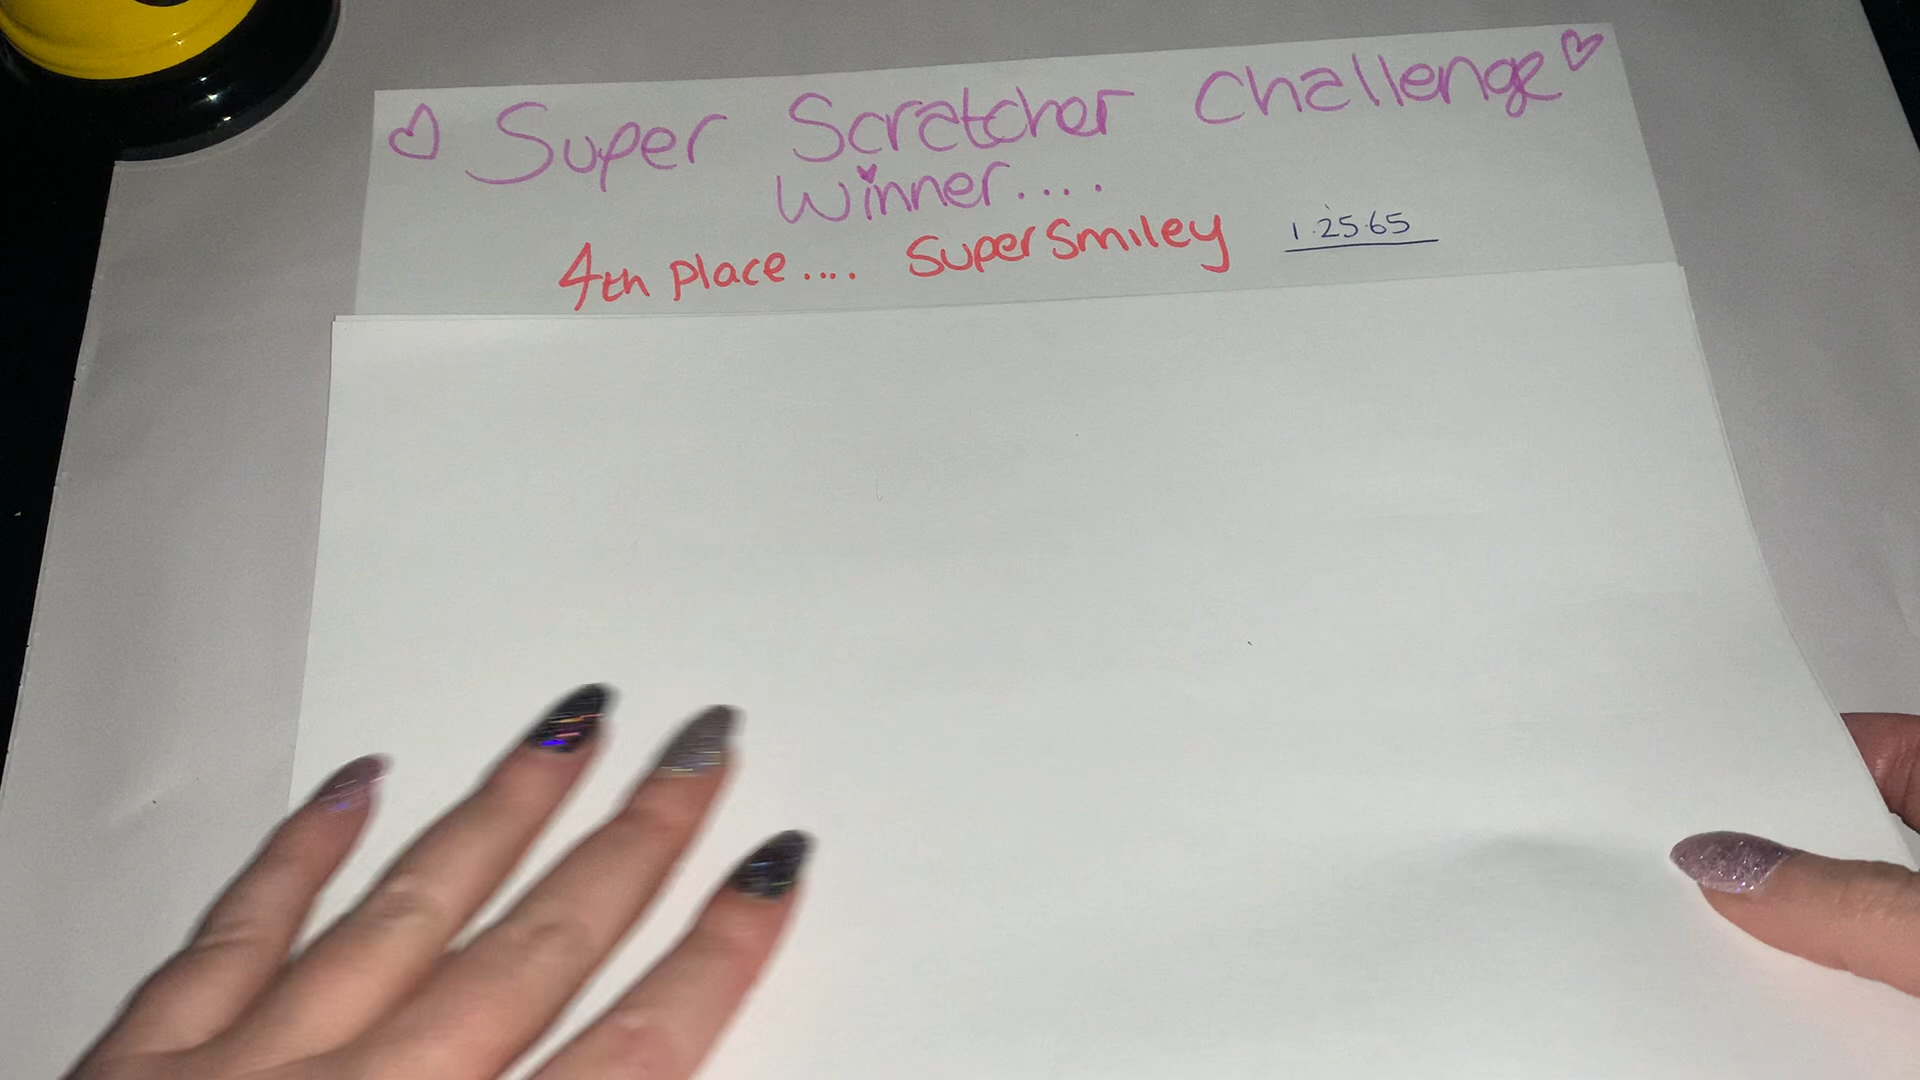 ♡ Super Scratcher Challenge ♡
Winner....
4th Place.... Super Smiley 1.25.65